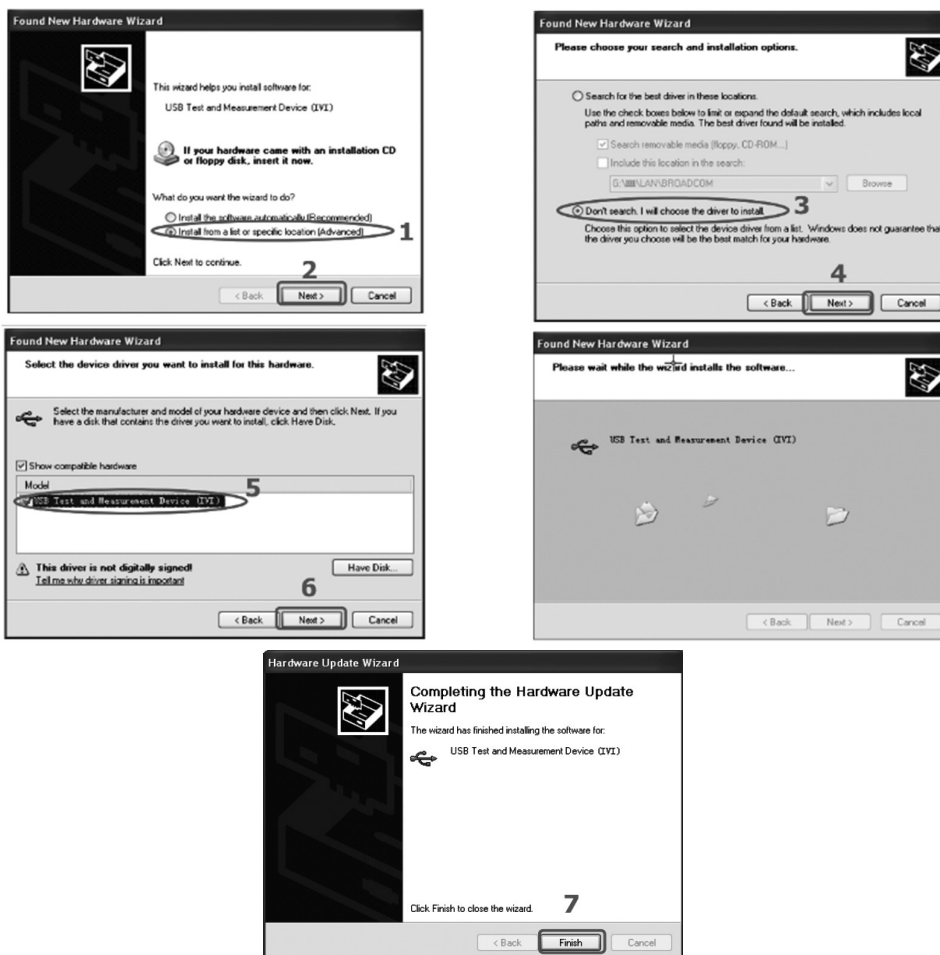 Found New Hardware Wizard
This wizard helps you install software for:
USB Test and Measurement Device (IVI)
If your hardware came with an installation CD
or floppy disk, insert it now.
What do you want the wizard to do?
Install the software automatically (Recommended)
Install from a list or specific location (Advanced)
1
Click Next to continue.
2
< Back
Next >
Cancel
Found New Hardware Wizard
Please choose your search and installation options.
Search for the best driver in these locations.
Use the check boxes below to limit or expand the default search, which includes local
paths and removable media. The best driver found will be installed.
Search removable media (floppy, CD-ROM...)
Include this location in the search:
\LAN\BROADCOM
Browse
Don't search. I will choose the driver to install.
3
Choose this option to select the device driver from a list. Windows does not guarantee that
the driver you choose will be the best match for your hardware.
4
< Back
Next >
Cancel
Found New Hardware Wizard
Select the device driver you want to install for this hardware.
Select the manufacturer and model of your hardware device and then click Next. If you
have a disk that contains the driver you want to install, click Have Disk.
Show compatible hardware
Model
USB Test and Measurement Device (IVI)
5
This driver is not digitally signed!
Tell me why driver signing is important
Have Disk...
6
< Back
Next >
Cancel
Found New Hardware Wizard
Please wait while the wizard installs the software...
USB Test and Measurement Device (IVI)
< Back
Next >
Cancel
Hardware Update Wizard
Completing the Hardware Update
Wizard
The wizard has finished installing the software for:
USB Test and Measurement Device (IVI)
Click Finish to close the wizard.
7
< Back
Finish
Cancel